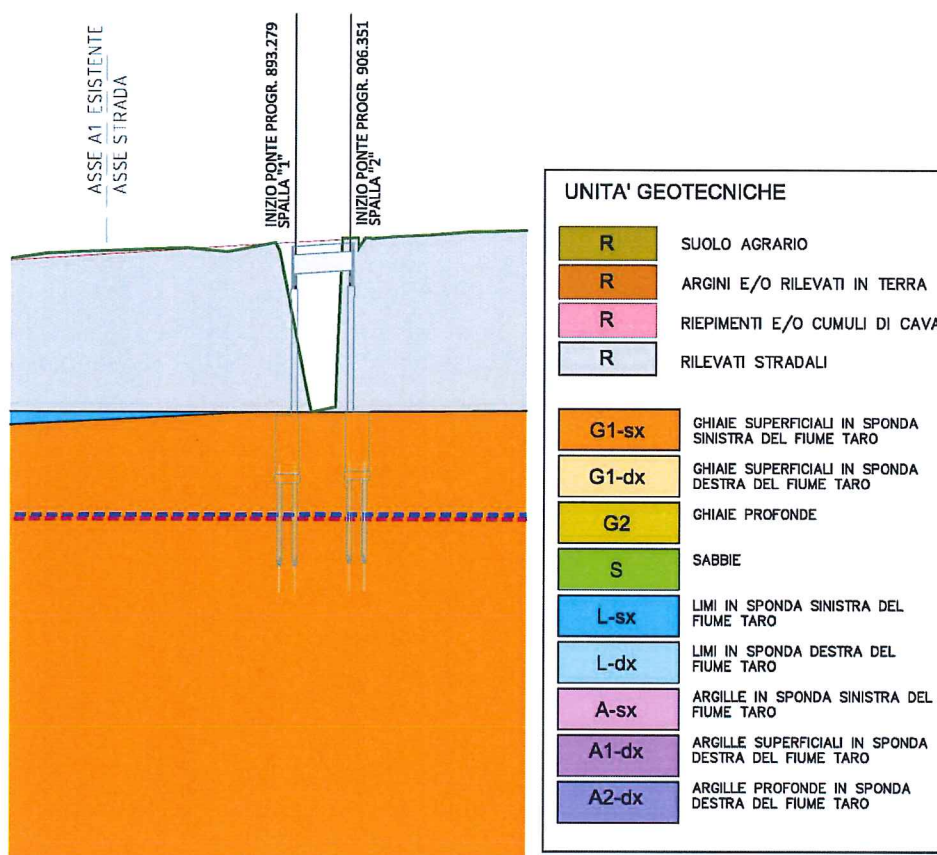 ASSE A1 ESISTENTE
ASSE STRADA
INIZIO PONTE PROGR. 893.279
SPALLA "1"
INIZIO PONTE PROGR. 906.351
SPALLA "2"
UNITA' GEOTECNICHE
R SUOLO AGRARIO
R ARGINI E/O RILEVATI IN TERRA
R RIEPIMENTI E/O CUMULI DI CAVA
R RILEVATI STRADALI
G1-sx GHIAIE SUPERFICIALI IN SPONDA
SINISTRA DEL FIUME TARO
G1-dx GHIAIE SUPERFICIALI IN SPONDA
DESTRA DEL FIUME TARO
G2 GHIAIE PROFONDE
S SABBIE
L-sx LIMI IN SPONDA SINISTRA DEL
FIUME TARO
L-dx LIMI IN SPONDA DESTRA DEL
FIUME TARO
A-sx ARGILLE IN SPONDA SINISTRA DEL
FIUME TARO
A1-dx ARGILLE SUPERFICIALI IN SPONDA
DESTRA DEL FIUME TARO
A2-dx ARGILLE PROFONDE IN SPONDA
DESTRA DEL FIUME TARO